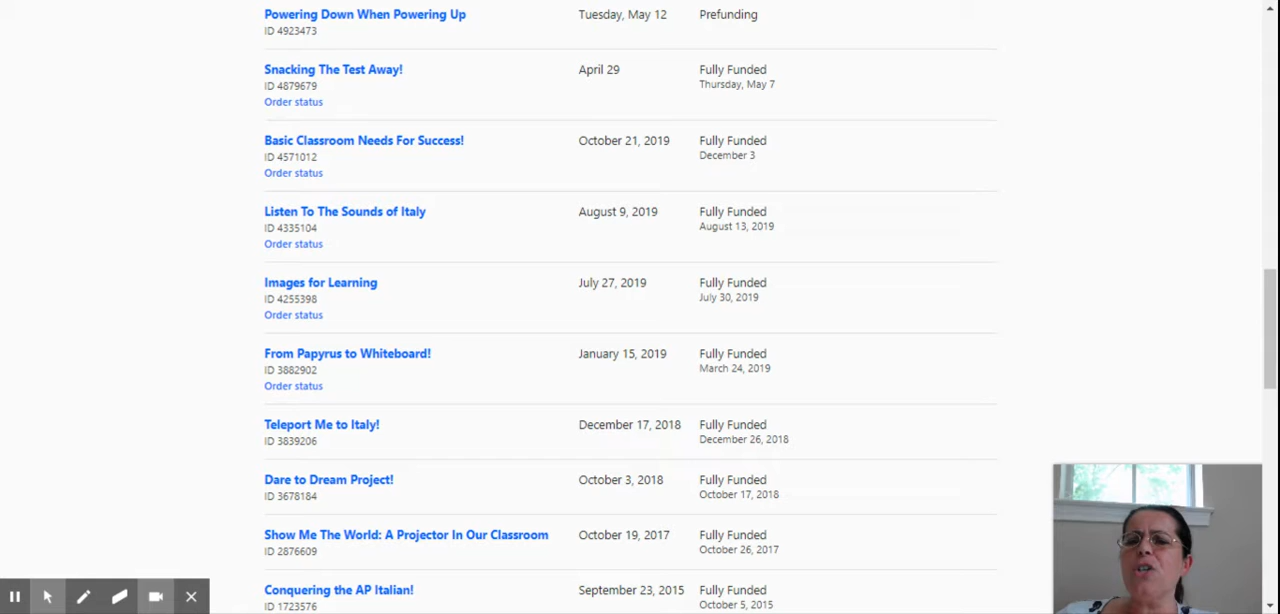 Powering Down When Powering Up Tuesday, May 12 Prefunding
ID 4923473
Snacking The Test Away! April 29 Fully Funded
ID 4879679 Thursday, May 7
Order status
Basic Classroom Needs For Success! October 21, 2019 Fully Funded
ID 4571012 December 3
Order status
Listen To The Sounds of Italy August 9, 2019 Fully Funded
ID 4335104 August 13, 2019
Order status
Images for Learning July 27, 2019 Fully Funded
ID 4255398 July 30, 2019
Order status
From Papyrus to Whiteboard! January 15, 2019 Fully Funded
ID 3882902 March 24, 2019
Order status
Teleport Me to Italy! December 17, 2018 Fully Funded
ID 3839206 December 26, 2018
Dare to Dream Project! October 3, 2018 Fully Funded
ID 3678184 October 17, 2018
Show Me The World: A Projector In Our Classroom October 19, 2017 Fully Funded
ID 2876609 October 26, 2017
Conquering the AP Italian! September 23, 2015 Fully Funded
ID 1723576 October 5, 2015